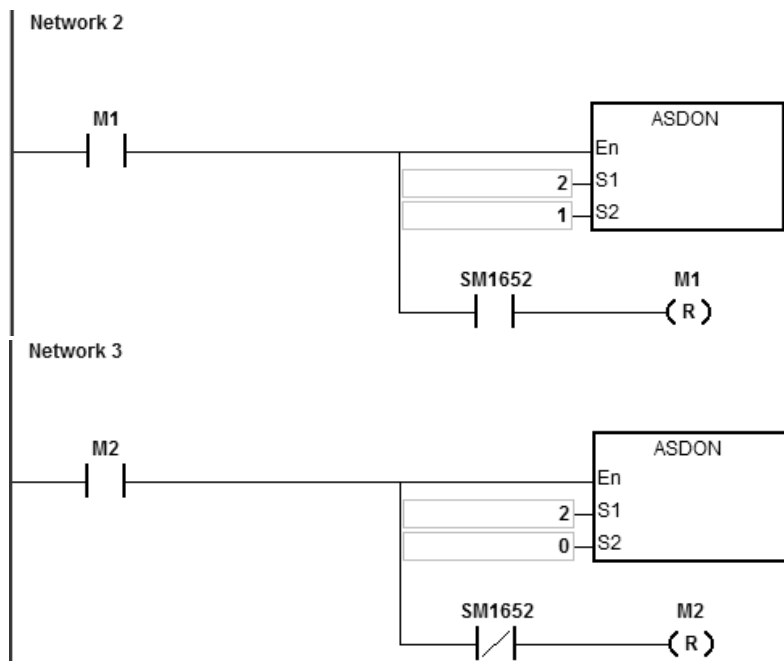 Network 2
M1
ASDON
En
2 S1
1 S2
SM1652 M1
( R )
Network 3
M2
ASDON
En
2 S1
0 S2
SM1652 M2
( R )